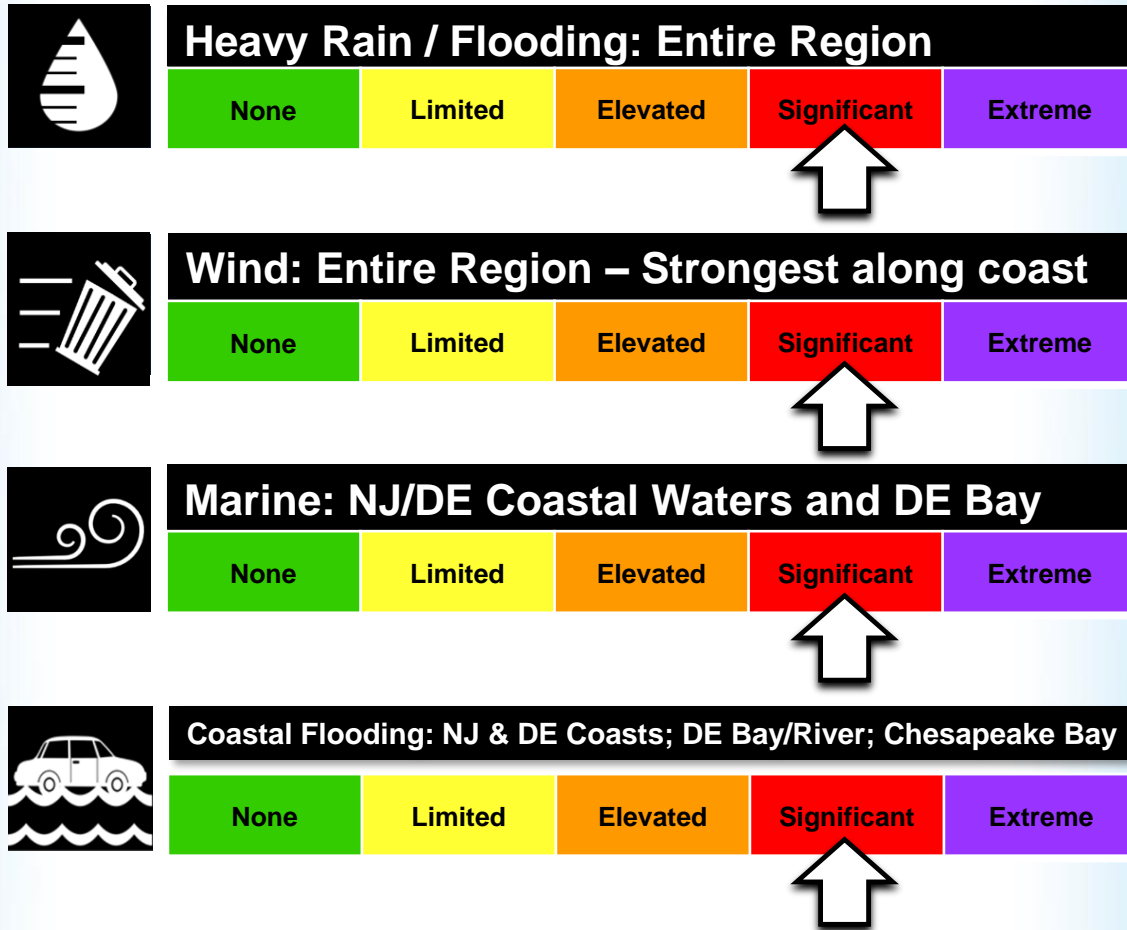 Heavy Rain / Flooding: Entire Region
None Limited Elevated Significant Extreme
Wind: Entire Region – Strongest along coast
None Limited Elevated Significant Extreme
Marine: NJ/DE Coastal Waters and DE Bay
None Limited Elevated Significant Extreme
Coastal Flooding: NJ & DE Coasts; DE Bay/River; Chesapeake Bay
None Limited Elevated Significant Extreme